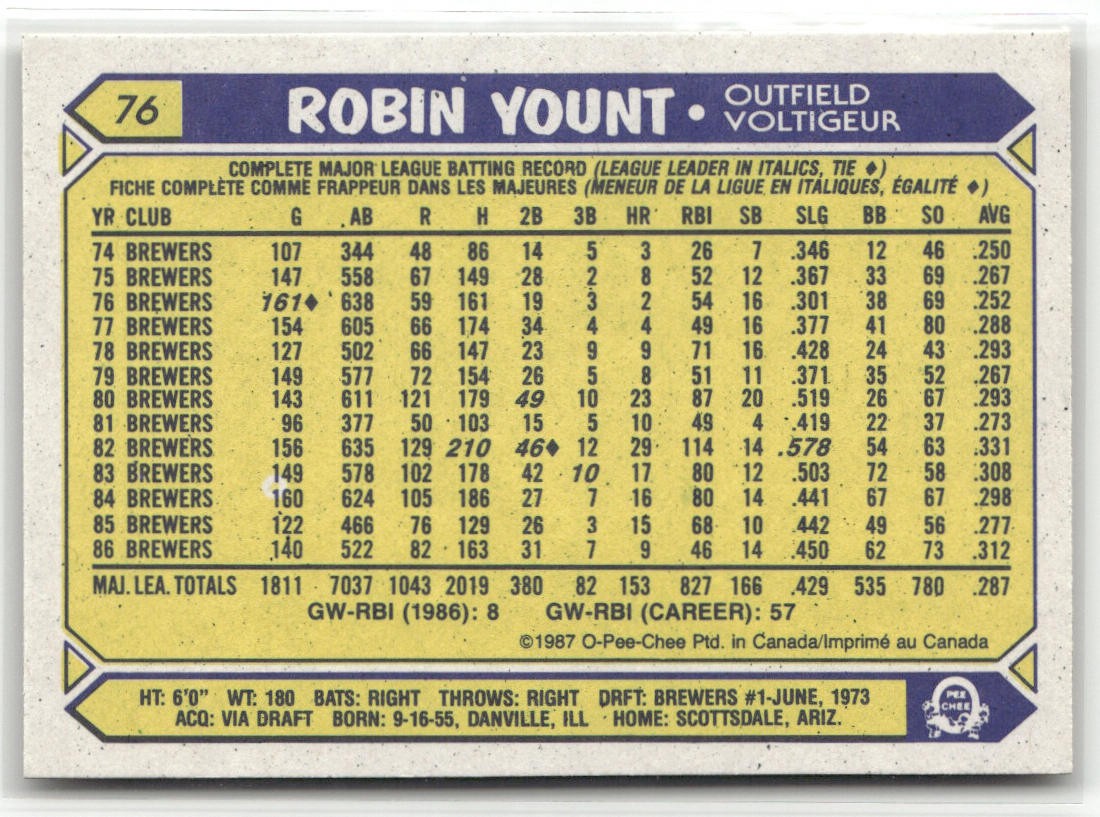 76
ROBIN YOUNT • OUTFIELD
VOLTIGEUR
COMPLETE MAJOR LEAGUE BATTING RECORD (LEAGUE LEADER IN ITALICS, TIE ♦)
FICHE COMPLÈTE COMME FRAPPEUR DANS LES MAJEURES (MENEUR DE LA LIGUE EN ITALIQUES, ÉGALITÉ ♦)
YR CLUB G AB R H 2B 3B HR RBI SB SLG BB SO AVG
74 BREWERS 107 344 48 86 14 5 3 26 7 .346 12 46 .250
75 BREWERS 147 558 67 149 28 2 8 52 12 .367 33 69 .267
76 BREWERS 161♦ 638 59 161 19 3 2 54 16 .301 38 69 .252
77 BREWERS 154 605 66 174 34 4 4 49 16 .377 41 80 .288
78 BREWERS 127 502 66 147 23 9 9 71 16 .428 24 43 .293
79 BREWERS 149 577 72 154 26 5 8 51 11 .371 35 52 .267
80 BREWERS 143 611 121 179 49 10 23 87 20 .519 26 67 .293
81 BREWERS 96 377 50 103 15 5 10 49 4 .419 22 37 .273
82 BREWERS 156 635 129 210 46♦ 12 29 114 14 .578 54 63 .331
83 BREWERS 149 578 102 178 42 10 17 80 12 .503 72 58 .308
84 BREWERS 160 624 105 186 27 7 16 80 14 .441 67 67 .298
85 BREWERS 122 466 76 129 26 3 15 68 10 .442 49 56 .277
86 BREWERS 140 522 82 163 31 7 9 46 14 .450 62 73 .312
MAJ. LEA. TOTALS 1811 7037 1043 2019 380 82 153 827 166 .429 535 780 .287
GW-RBI (1986): 8 GW-RBI (CAREER): 57
©1987 O-Pee-Chee Ptd. in Canada/Imprimé au Canada
HT: 6'0" WT: 180 BATS: RIGHT THROWS: RIGHT DRFT: BREWERS #1-JUNE, 1973
ACQ: VIA DRAFT BORN: 9-16-55, DANVILLE, ILL HOME: SCOTTSDALE, ARIZ.
PEE
CHEE